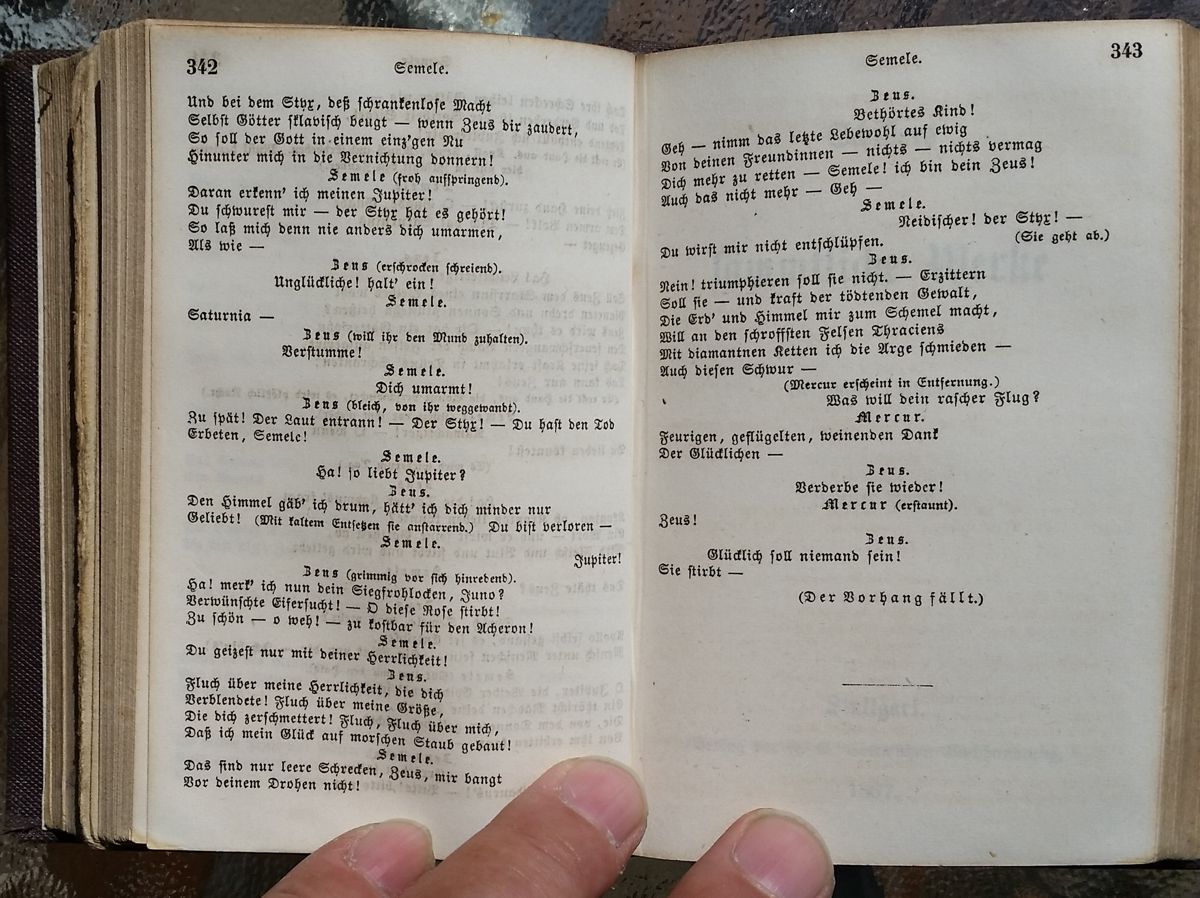 342
Semele.
Und bei dem Styx, deß schrankenlose Macht
Selbst Götter sklavisch beugt — wenn Zeus dir zaudert,
So soll der Gott in einem einz'gen Nu
Hinunter mich in die Vernichtung donnern!
Semele (froh aufspringend).
Daran erkenn' ich meinen Jupiter!
Du schwurest mir — der Styx hat es gehört!
So laß mich denn nie anders dich umarmen,
Als wie —
Zeus (erschrocken schreiend).
Unglückliche! halt' ein!
Semele.
Saturnia —
Zeus (will ihr den Mund zuhalten).
Verstumme!
Semele.
Dich umarmt!
Zeus (bleich, von ihr weggewandt).
Zu spät! Der Laut entrann! — Der Styx! — Du hast den Tod
Erbeten, Semele!
Semele.
Ha! so liebt Jupiter?
Zeus.
Den Himmel gäb' ich drum, hätt' ich dich minder nur
Geliebt! (Mit kaltem Entsetzen sie anstarrend.) Du bist verloren —
Semele.
Jupiter!
Zeus (grimmig vor sich hinredend).
Ha! merk' ich nun dein Siegfrohlocken, Juno?
Verwünschte Eifersucht! — O diese Rose stirbt!
Zu schön — o weh! — zu kostbar für den Acheron!
Semele.
Du geizest nur mit deiner Herrlichkeit!
Zeus.
Fluch über meine Herrlichkeit, die dich
Verblendete! Fluch über meine Größe,
Die dich zerschmettert! Fluch, Fluch über mich,
Daß ich mein Glück auf morschen Staub gebaut!
Semele.
Das sind nur leere Schrecken, Zeus, mir bangt
Vor deinem Drohen nicht!
Semele.
343
Zeus.
Bethörtes Kind!
Geh — nimm das letzte Lebewohl auf ewig
Von deinen Freundinnen — nichts — nichts vermag
Dich mehr zu retten — Semele! ich bin dein Zeus!
Auch das nicht mehr — Geh —
Semele.
Neidischer! der Styx! —
Du wirst mir nicht entschlüpfen. (Sie geht ab.)
Zeus.
Nein! triumphieren soll sie nicht. — Erzittern
Soll sie — und kraft der tödtenden Gewalt,
Die Erd' und Himmel mir zum Schemel macht,
Will an den schroffsten Felsen Thraciens
Mit diamantnen Ketten ich die Arge schmieden —
Auch diesen Schwur —
(Mercur erscheint in Entfernung.)
Was will dein rascher Flug?
Mercur.
Feurigen, geflügelten, weinenden Dank
Der Glücklichen —
Zeus.
Verderbe sie wieder!
Mercur (erstaunt).
Zeus!
Zeus.
Glücklich soll niemand sein!
Sie stirbt —
(Der Vorhang fällt.)